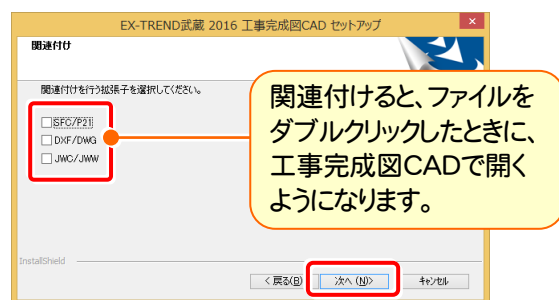 EX-TREND武蔵 2016 工事完成図CAD セットアップ
関連付け
関連付けを行う拡張子を選択してください。
SFC/P21
DXF/DWG
JWC/JWW
関連付けると、ファイルを
ダブルクリックしたときに、
工事完成図CADで開く
ようになります。
InstallShield
< 戻る(B)
次へ (N)>
キャンセル